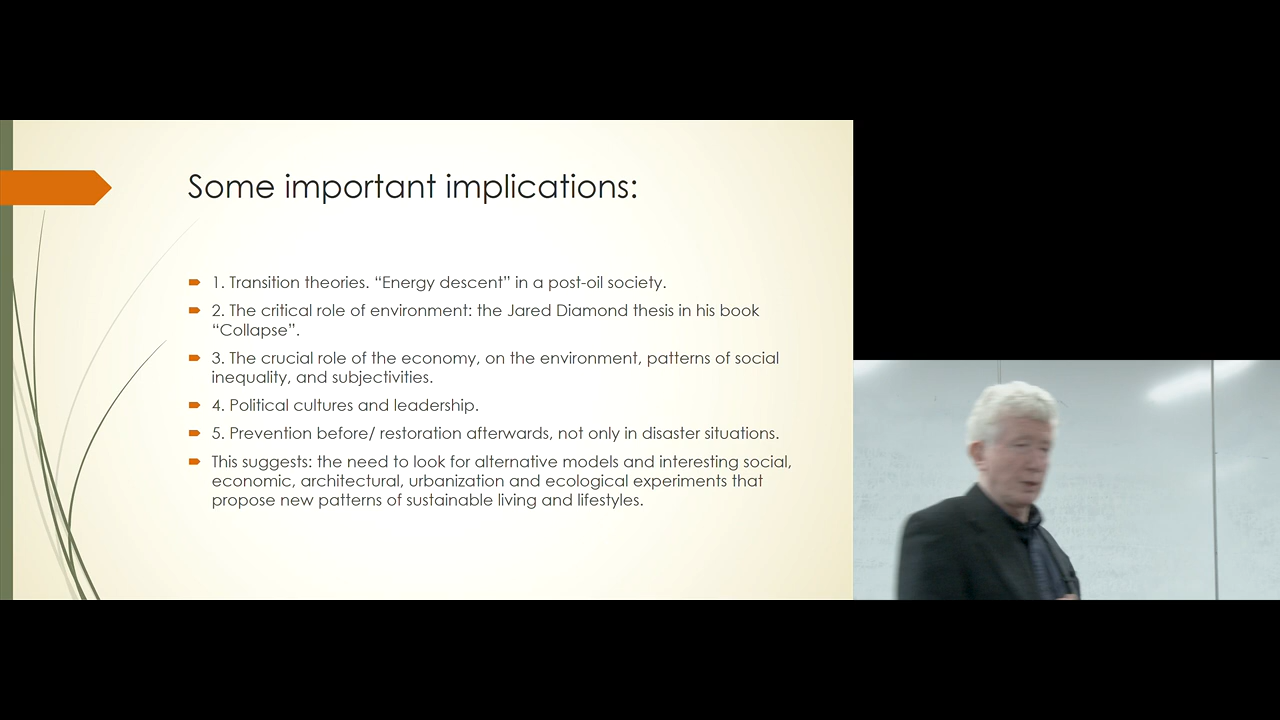 Some important implications:
1. Transition theories. “Energy descent” in a post-oil society.
2. The critical role of environment: the Jared Diamond thesis in his book
“Collapse”.
3. The crucial role of the economy, on the environment, patterns of social
inequality, and subjectivities.
4. Political cultures and leadership.
5. Prevention before/ restoration afterwards, not only in disaster situations.
This suggests: the need to look for alternative models and interesting social,
economic, architectural, urbanization and ecological experiments that
propose new patterns of sustainable living and lifestyles.